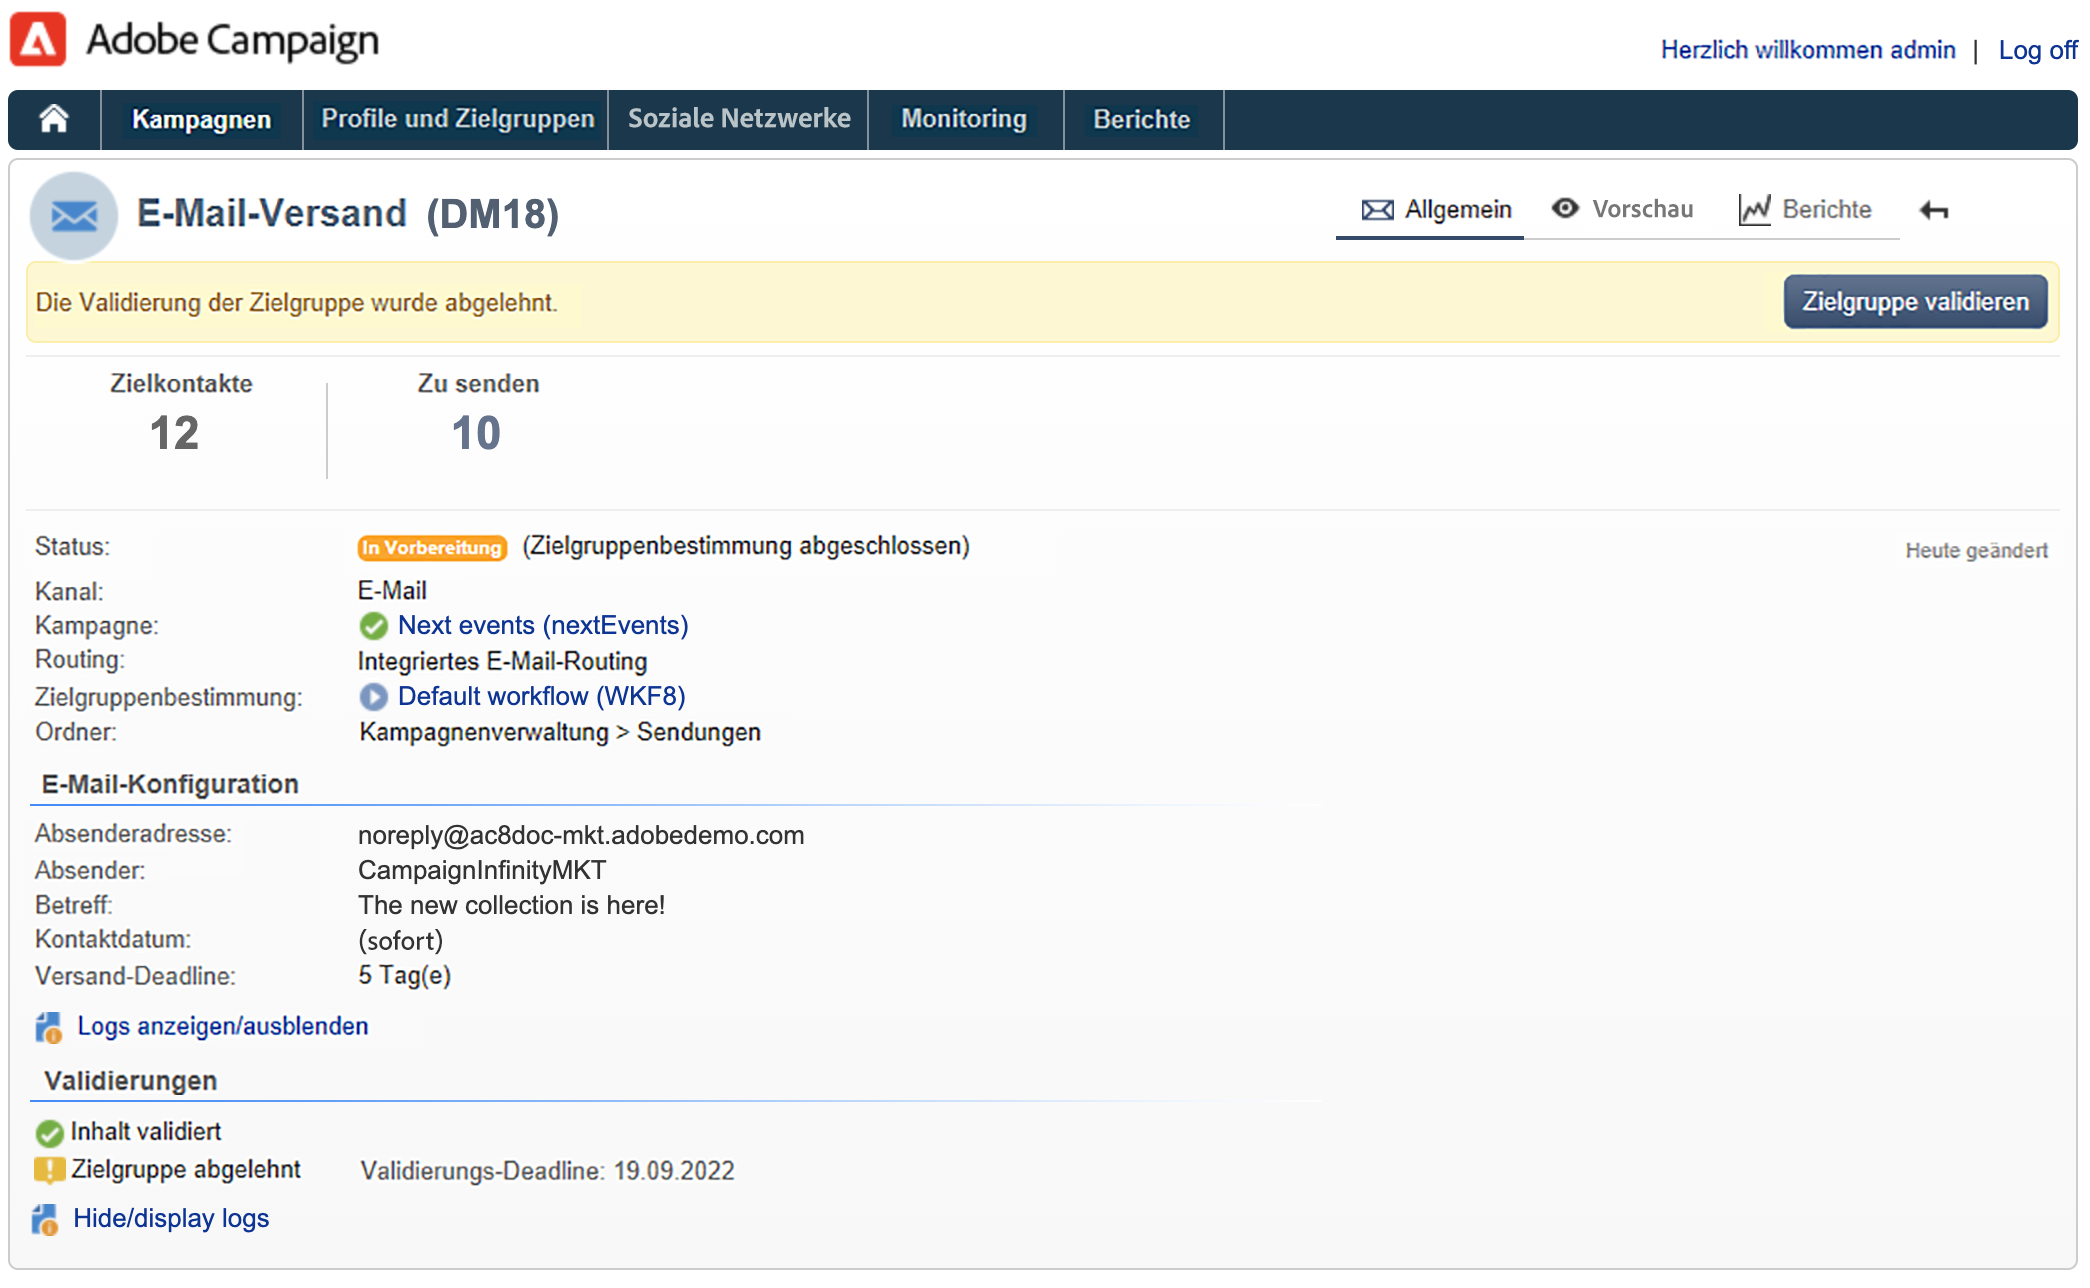 Adobe Campaign
Herzlich willkommen admin | Log off
Kampagnen Profile und Zielgruppen Soziale Netzwerke Monitoring Berichte
E-Mail-Versand (DM18)
Allgemein Vorschau Berichte
Die Validierung der Zielgruppe wurde abgelehnt.
Zielgruppe validieren
Zielkontakte Zu senden
12 10
Status: In Vorbereitung (Zielgruppenbestimmung abgeschlossen)
Heute geändert
Kanal: E-Mail
Kampagne: Next events (nextEvents)
Routing: Integriertes E-Mail-Routing
Zielgruppenbestimmung: Default workflow (WKF8)
Ordner: Kampagnenverwaltung > Sendungen
E-Mail-Konfiguration
Absenderadresse: noreply@ac8doc-mkt.adobedemo.com
Absender: CampaignInfinityMKT
Betreff: The new collection is here!
Kontaktdatum: (sofort)
Versand-Deadline: 5 Tag(e)
Logs anzeigen/ausblenden
Validierungen
Inhalt validiert
Zielgruppe abgelehnt Validierungs-Deadline: 19.09.2022
Hide/display logs